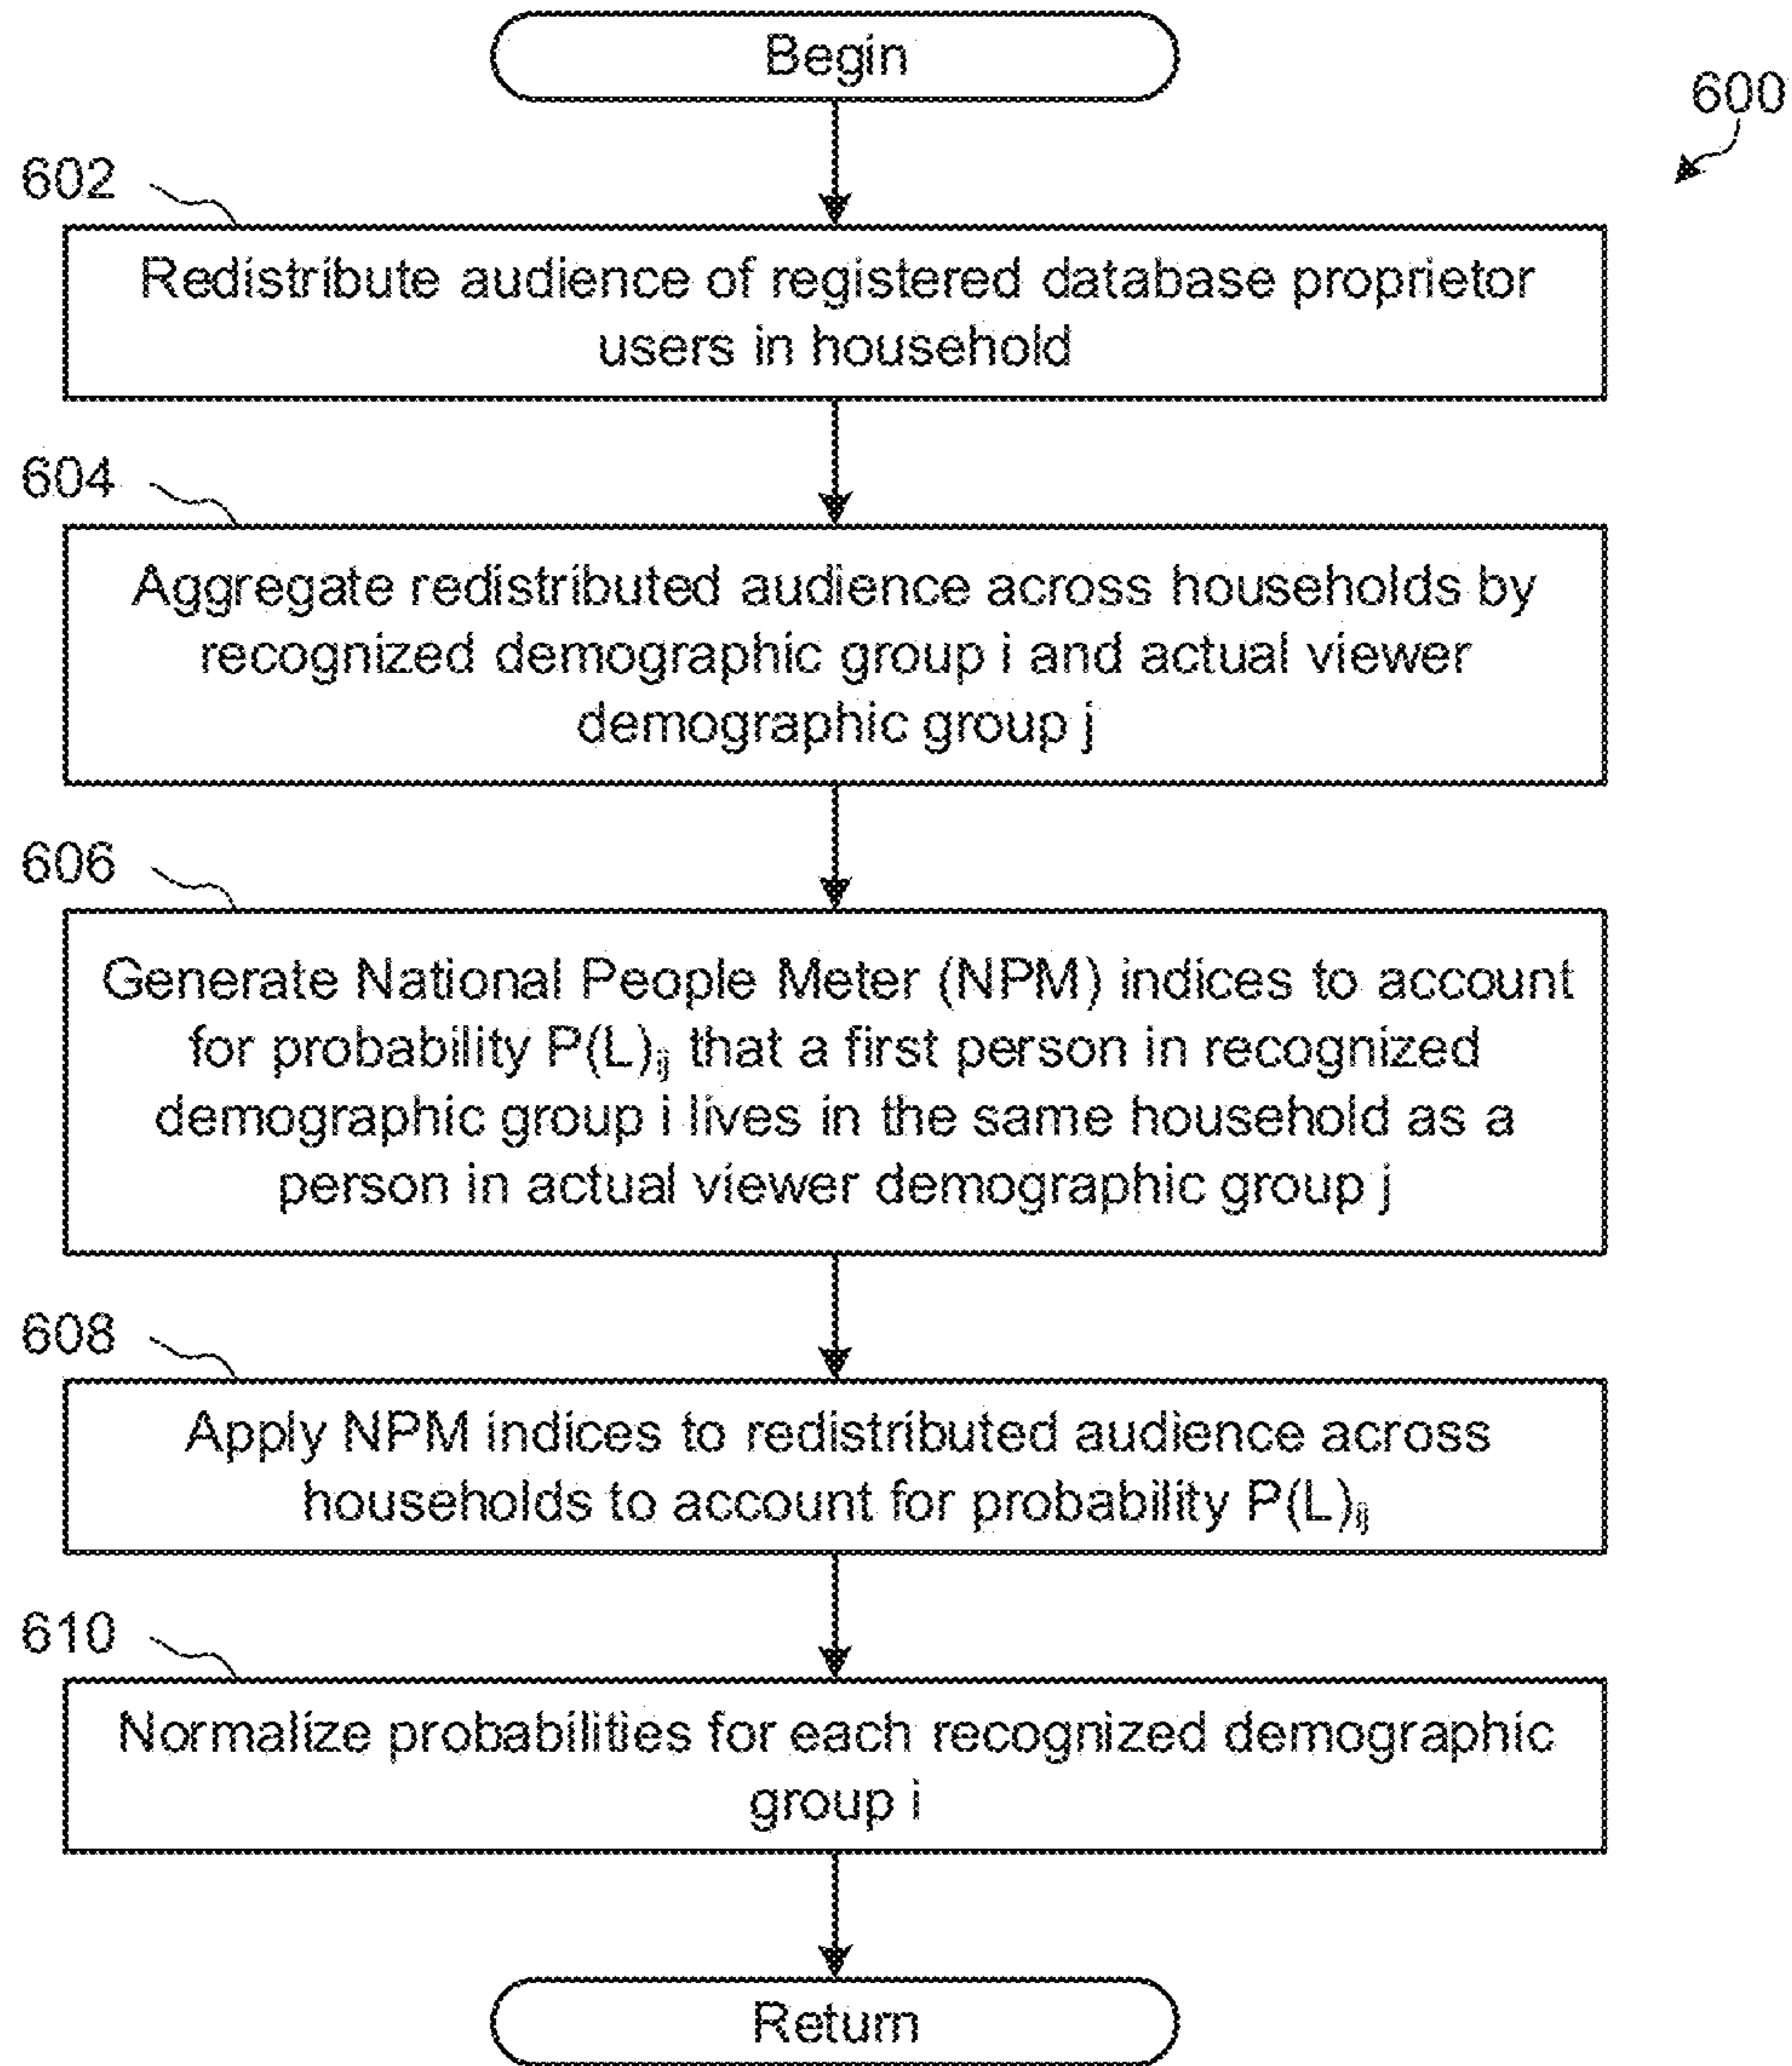 Begin
600
602
Redistribute audience of registered database proprietor
users in household
604
Aggregate redistributed audience across households by
recognized demographic group i and actual viewer
demographic group j
606
Generate National People Meter (NPM) indices to account
for probability P(L)ij that a first person in recognized
demographic group i lives in the same household as a
person in actual viewer demographic group j
608
Apply NPM indices to redistributed audience across
households to account for probability P(L)ij
610
Normalize probabilities for each recognized demographic
group i
Return